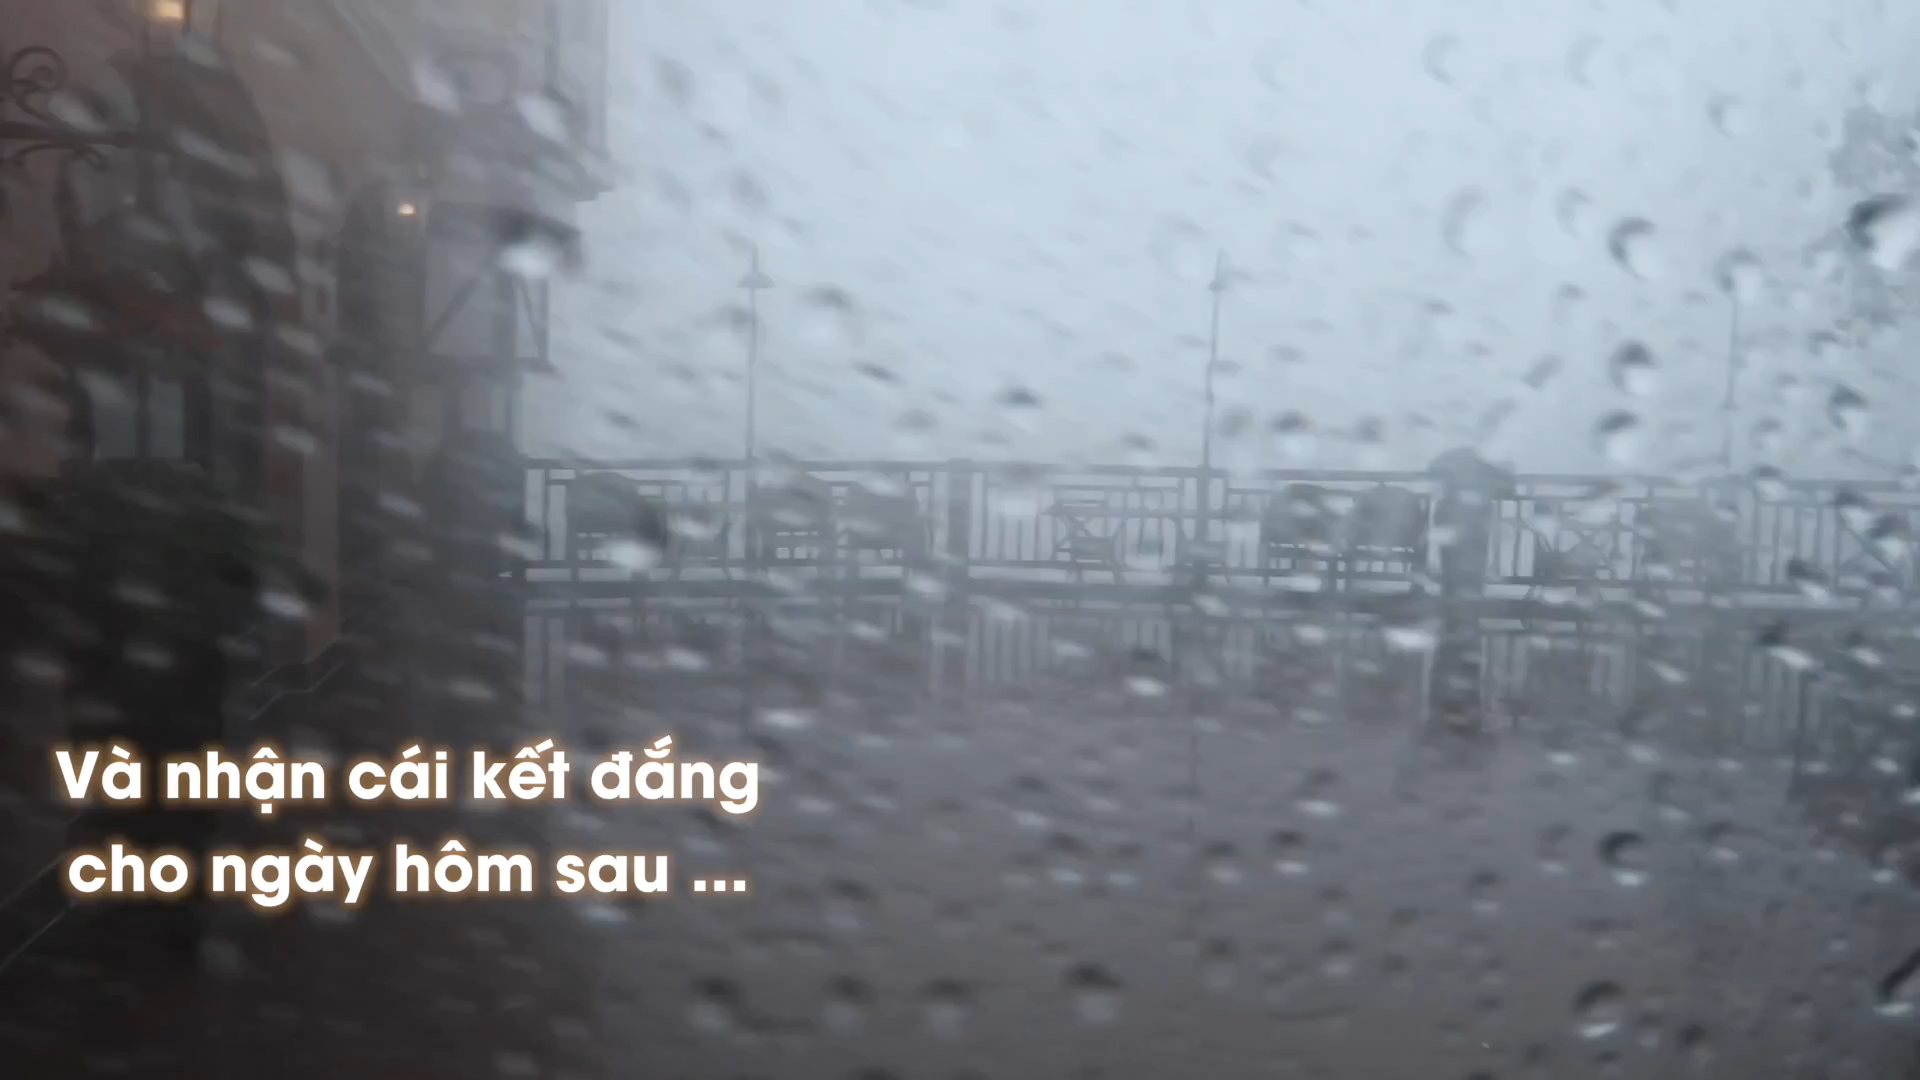 Và nhận cái kết đắng
cho ngày hôm sau ...